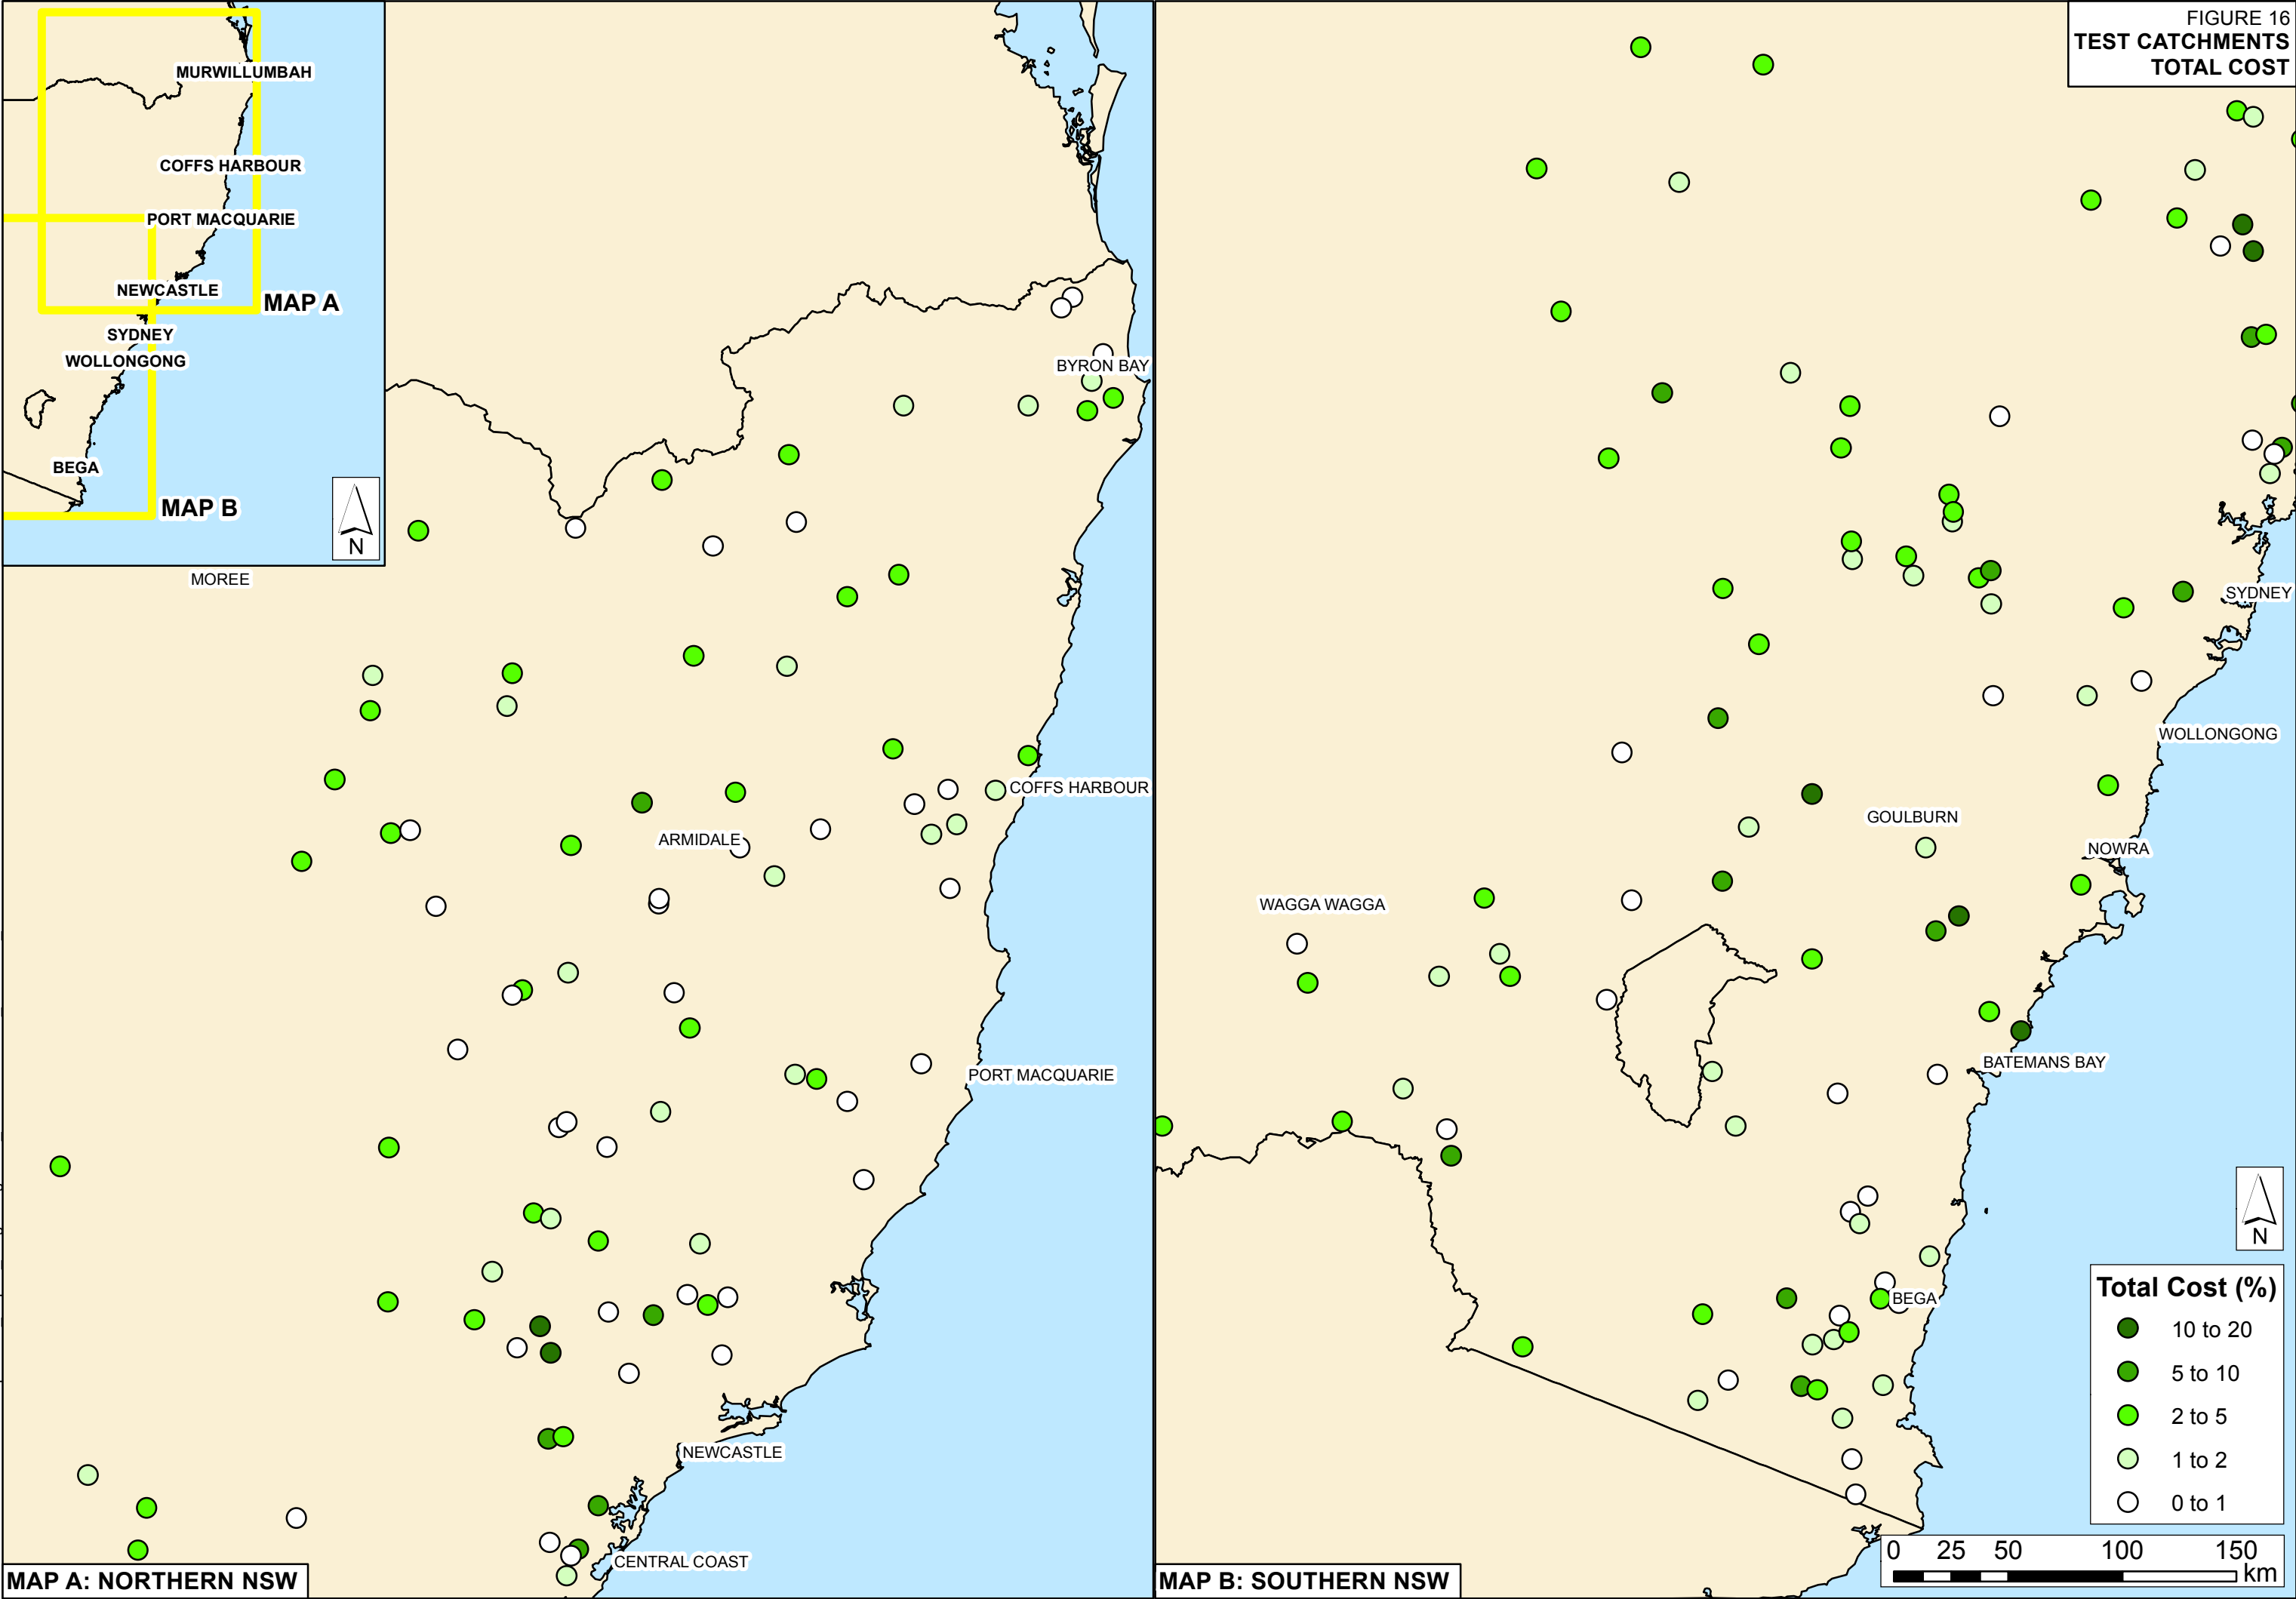 MURWILLUMBAH
COFFS HARBOUR
PORT MACQUARIE
NEWCASTLE
MAP A
SYDNEY
WOLLONGONG
BEGA
MAP B
N
MOREE
BYRON BAY
COFFS HARBOUR
ARMIDALE
PORT MACQUARIE
NEWCASTLE
CENTRAL COAST
MAP A: NORTHERN NSW
FIGURE 16
TEST CATCHMENTS
TOTAL COST
SYDNEY
WOLLONGONG
GOULBURN
NOWRA
WAGGA WAGGA
BATEMANS BAY
BEGA
N
Total Cost (%)
10 to 20
5 to 10
2 to 5
1 to 2
0 to 1
0 25 50 100 150
km
MAP B: SOUTHERN NSW